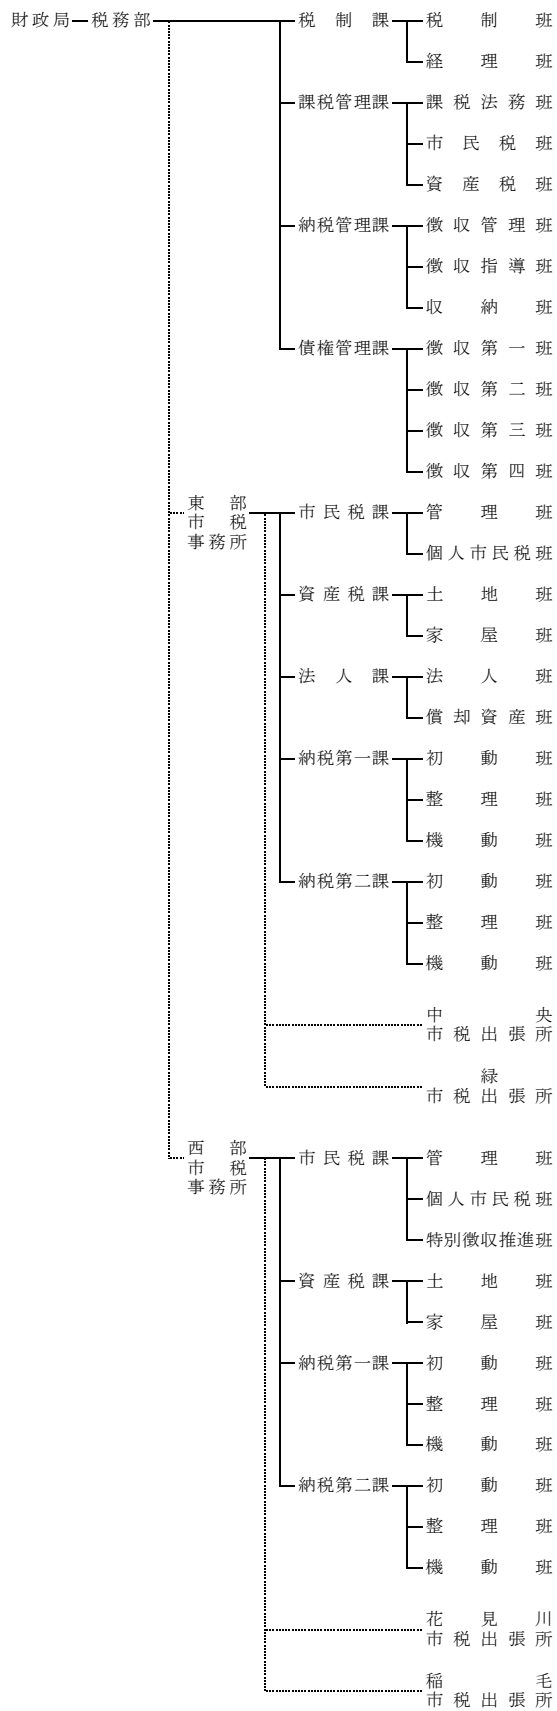 財政局 税務部 税制課 税制班
経理班
課税管理課 課税法務班
市民税班
資産税班
納税管理課 徴収管理班
徴収指導班
収納班
債権管理課 徴収第一班
徴収第二班
徴収第三班
徴収第四班
東部
市税
事務所
市民税課 管理班
個人市民税班
資産税課 土地班
家屋班
法人課 法人班
償却資産班
納税第一課 初動班
整理班
機動班
納税第二課 初動班
整理班
機動班
中央
市税出張所
緑
市税出張所
西部
市税
事務所
市民税課 管理班
個人市民税班
特別徴収推進班
資産税課 土地班
家屋班
納税第一課 初動班
整理班
機動班
納税第二課 初動班
整理班
機動班
花見川
市税出張所
稲毛
市税出張所